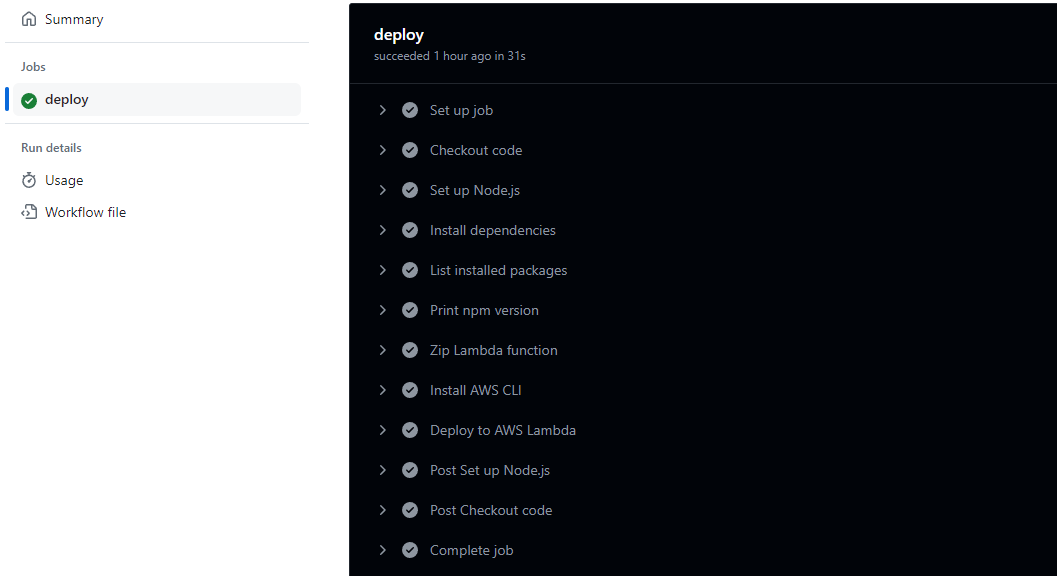 Summary
Jobs
deploy
Run details
Usage
Workflow file
deploy
succeeded 1 hour ago in 31s
Set up job
Checkout code
Set up Node.js
Install dependencies
List installed packages
Print npm version
Zip Lambda function
Install AWS CLI
Deploy to AWS Lambda
Post Set up Node.js
Post Checkout code
Complete job